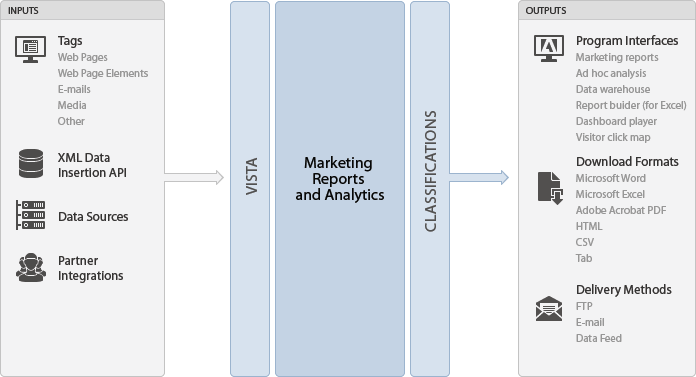 INPUTS
Tags
Web Pages
Web Page Elements
E-mails
Media
Other
XML Data
Insertion API
Data Sources
Partner
Integrations
VISTA
Marketing
Reports
and Analytics
CLASSIFICATIONS
OUTPUTS
Program Interfaces
Marketing reports
Ad hoc analysis
Data warehouse
Report buider (for Excel)
Dashboard player
Visitor click map
Download Formats
Microsoft Word
Microsoft Excel
Adobe Acrobat PDF
HTML
CSV
Tab
Delivery Methods
FTP
E-mail
Data Feed